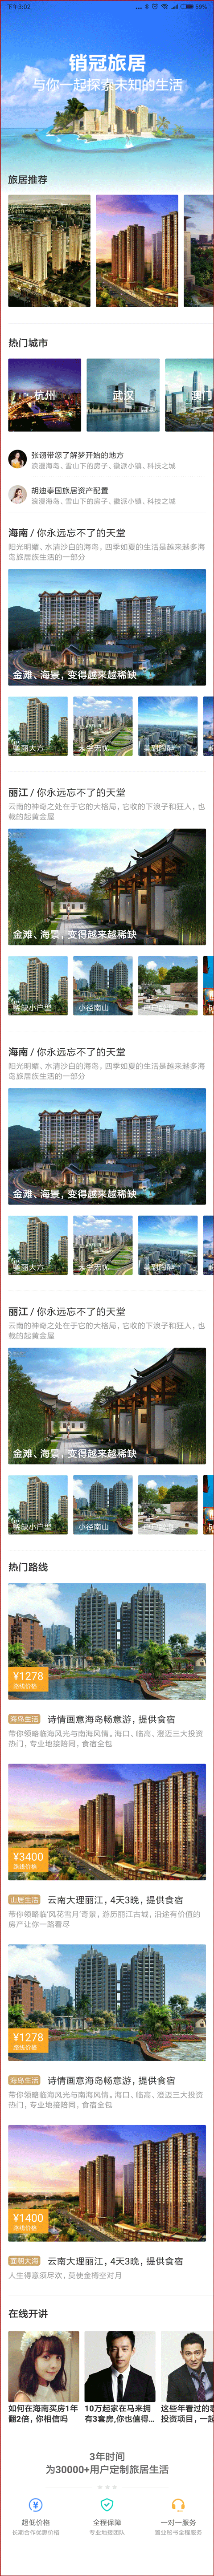 下午3:02
59%
销冠旅居
与你一起探索未知的生活
旅居推荐
热门城市
杭州
武汉
澳门
张诩带您了解梦开始的地方
浪漫海岛、雪山下的房子、徽派小镇、科技之城
胡迪泰国旅居资产配置
浪漫海岛、雪山下的房子、徽派小镇、科技之城
海南 / 你永远忘不了的天堂
阳光明媚、水清沙白的海岛，四季如夏的生活是越来越多海
岛旅居族生活的一部分
金滩、海景，变得越来越稀缺
美丽大方
水生无忧
丽江 / 你永远忘不了的天堂
云南的神奇之处在于它的大格局，它收的下浪子和狂人，也
载的起黄金屋
金滩、海景，变得越来越稀缺
稀缺小户型
小径南山
海南 / 你永远忘不了的天堂
阳光明媚、水清沙白的海岛，四季如夏的生活是越来越多海
岛旅居族生活的一部分
金滩、海景，变得越来越稀缺
美丽大方
水生无忧
丽江 / 你永远忘不了的天堂
云南的神奇之处在于它的大格局，它收的下浪子和狂人，也
载的起黄金屋
金滩、海景，变得越来越稀缺
稀缺小户型
小径南山
热门路线
¥1278
路线价格
海岛生活 诗情画意海岛畅意游，提供食宿
带你领略临海风光与南海风情，海口、临高、澄迈三大投资
热门，专业地接陪同，食宿全包
¥3400
路线价格
山居生活 云南大理丽江，4天3晚，提供食宿
带你领略临‘风花雪月’奇景，游历丽江古城，沿途有价值的
房产让你一路看尽
¥1278
路线价格
海岛生活 诗情画意海岛畅意游，提供食宿
带你领略临海风光与南海风情，海口、临高、澄迈三大投资
热门，专业地接陪同，食宿全包
¥1400
路线价格
面朝大海 云南大理丽江，4天3晚，提供食宿
人生得意须尽欢，莫使金樽空对月
在线开讲
如何在海南买房1年
翻2倍，你相信吗
10万起家在马来拥
有3套房,你也值得...
这些年看过的
投资项目，一起
3年时间
为30000+用户定制旅居生活
超低价格
长期合作优惠价格
全程保障
专业地接团队
一对一服务
置业秘书全程服务